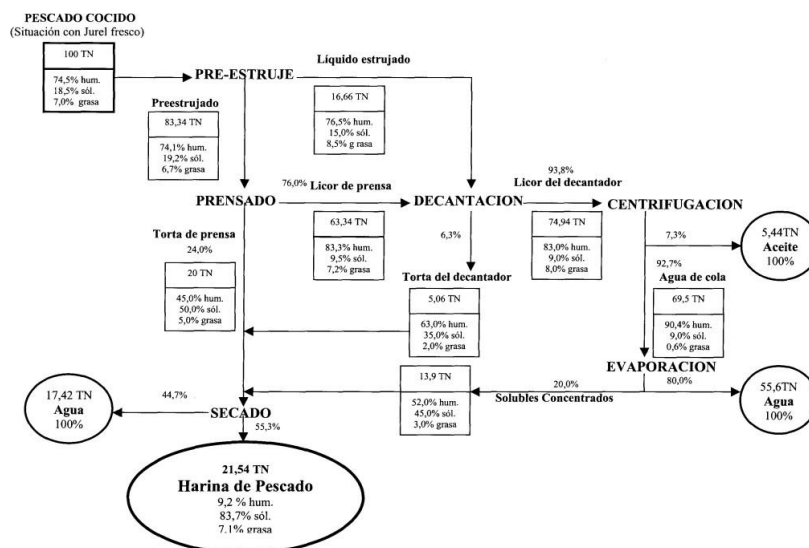 PESCADO COCIDO
(Situación con Jurel fresco)
100 TN
74,5% hum.
18,5% sól.
7,0% grasa
PRE-ESTRUJE
Líquido estrujado
16,66 TN
76,5% hum.
15,0% sól.
8,5% g rasa
Preestrujado
83,34 TN
74,1% hum.
19,2% sól.
6,7% grasa
PRENSADO
76,0%
Licor de prensa
63,34 TN
83,3% hum.
9,5% sól.
7,2% grasa
DECANTACION
93,8%
Licor del decantador
74,94 TN
83,0% hum.
9,0% sól.
8,0% grasa
CENTRIFUGACION
7,3%
5,44TN
Aceite
100%
92,7%
Agua de cola
69,5 TN
90,4% hum.
9,0% sól.
0,6% grasa
Torta de prensa
24,0%
20 TN
45,0% hum.
50,0% sól.
5,0% grasa
6,3%
Torta del decantador
5,06 TN
63,0% hum.
35,0% sól.
2,0% grasa
EVAPORACION
80,0%
55,6TN
Agua
100%
20,0%
Solubles Concentrados
13,9 TN
52,0% hum.
45,0% sól.
3,0% grasa
17,42 TN
Agua
100%
44,7%
SECADO
55,3%
21,54 TN
Harina de Pescado
9,2 % hum.
83,7% sól.
7,1% grasa